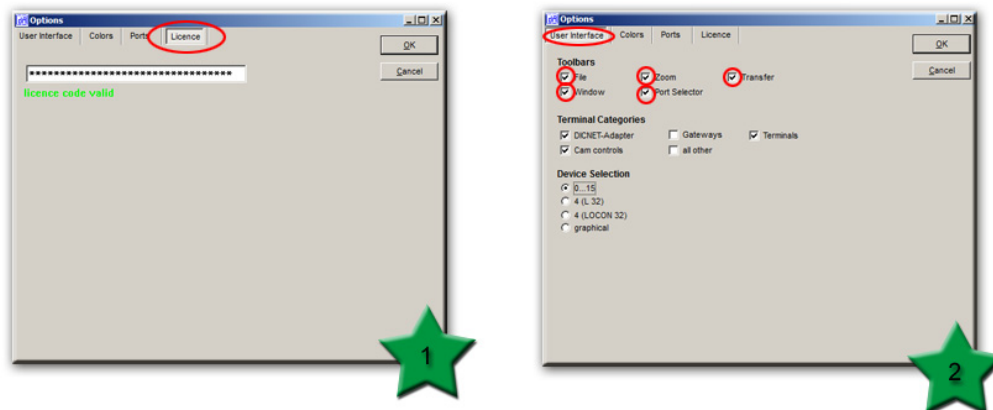 Options
User Interface Colors Ports Licence
OK
Cancel
*********************************
licence code valid
1
Options
User Interface Colors Ports Licence
OK
Cancel
Toolbars
File Zoom Transfer
Window Port Selector
Terminal Categories
DICNET-Adapter Gateways Terminals
Cam controls all other
Device Selection
0...15
4 (L 32)
4 (LOCON 32)
graphical
2